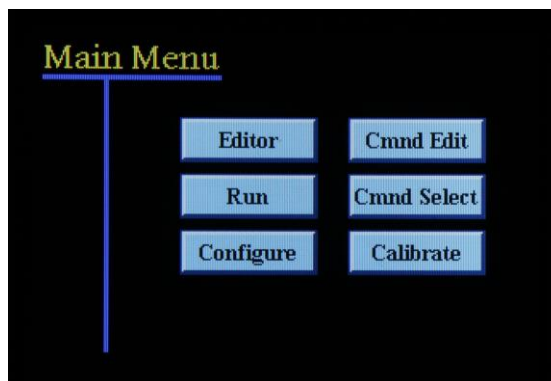 Main Menu
Editor
Cmnd Edit
Run
Cmnd Select
Configure
Calibrate